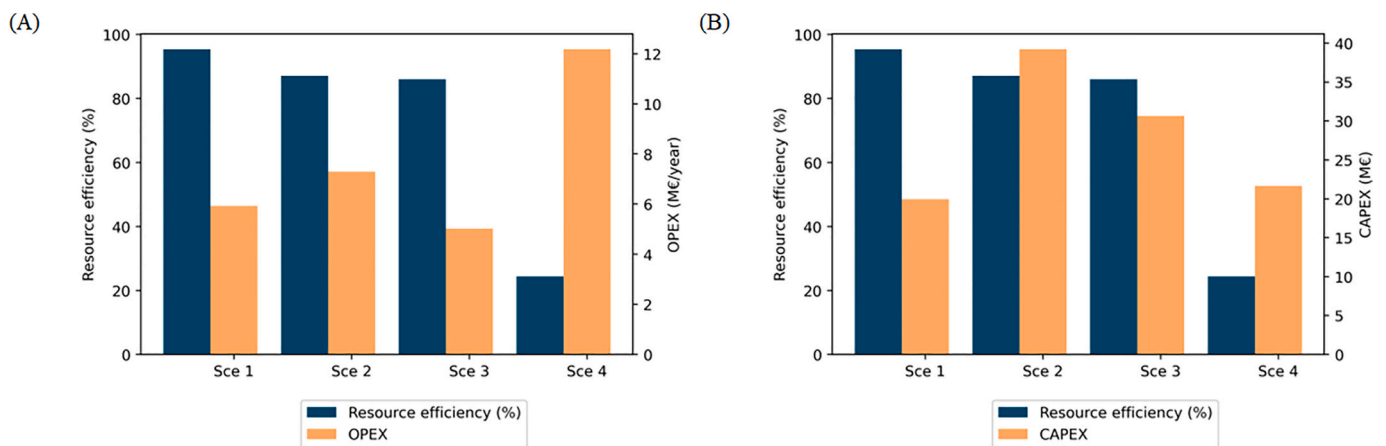 (A)
100
80
60
40
20
0
Resource efficiency (%)
12
10
8
6
4
2
0
OPEX (M€/year)
Sce 1
Sce 2
Sce 3
Sce 4
Resource efficiency (%)
OPEX
(B)
100
80
60
40
20
0
Resource efficiency (%)
40
35
30
25
20
15
10
5
0
CAPEX (M€)
Sce 1
Sce 2
Sce 3
Sce 4
Resource efficiency (%)
CAPEX